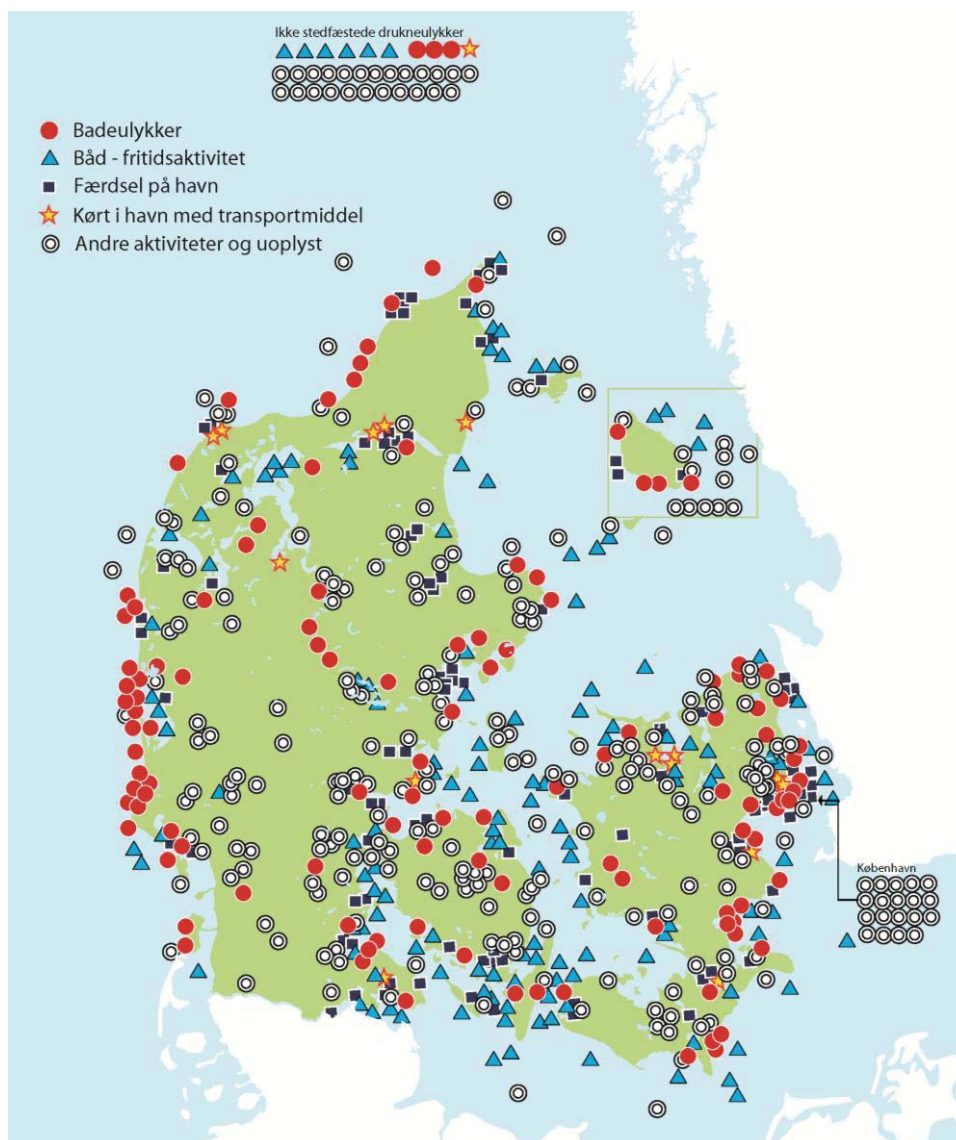 Ikke stedfæstede drukneulykker
Badeulykker
Båd - fritidsaktivitet
Færdsel på havn
Kørt i havn med transportmiddel
Andre aktiviteter og uoplyst
København